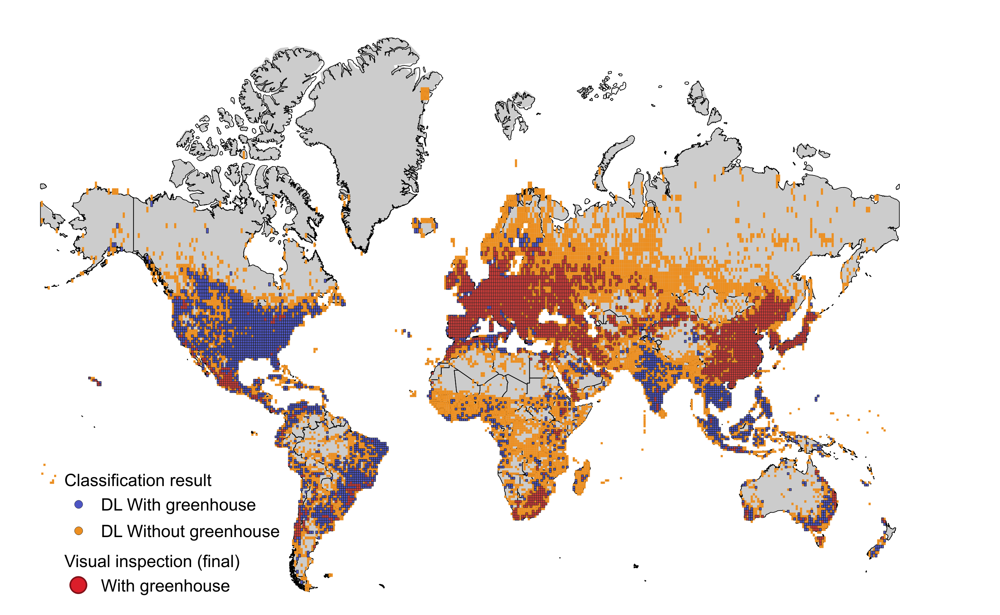 Classification result
DL With greenhouse
DL Without greenhouse
Visual inspection (final)
With greenhouse